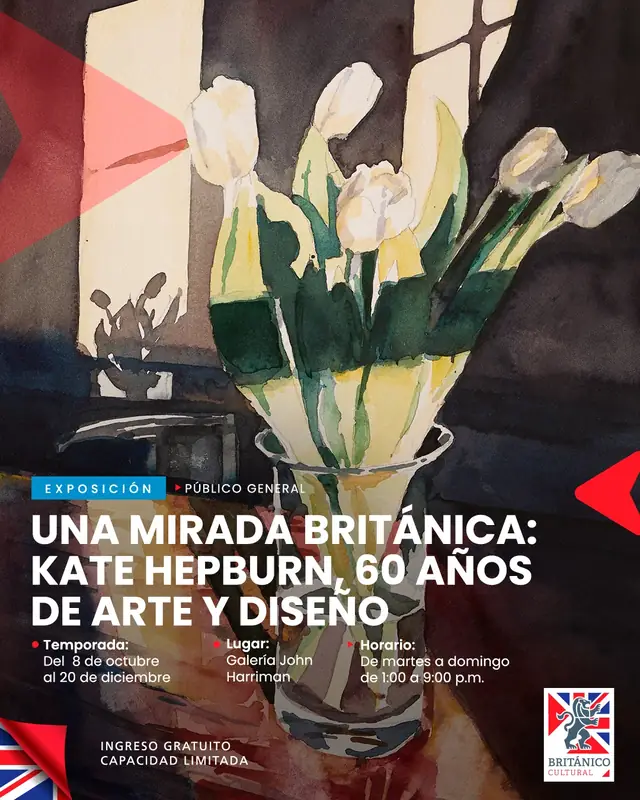 EXPOSICIÓN
PÚBLICO GENERAL
UNA MIRADA BRITÁNICA:
KATE HEPBURN, 60 AÑOS
DE ARTE Y DISEÑO
Temporada:
Del 8 de octubre
al 20 de diciembre
Lugar:
Galería John
Harriman
Horario:
De martes a domingo
de 1:00 a 9:00 p.m.
INGRESO GRATUITO
CAPACIDAD LIMITADA
BRITÁNICO
CULTURAL